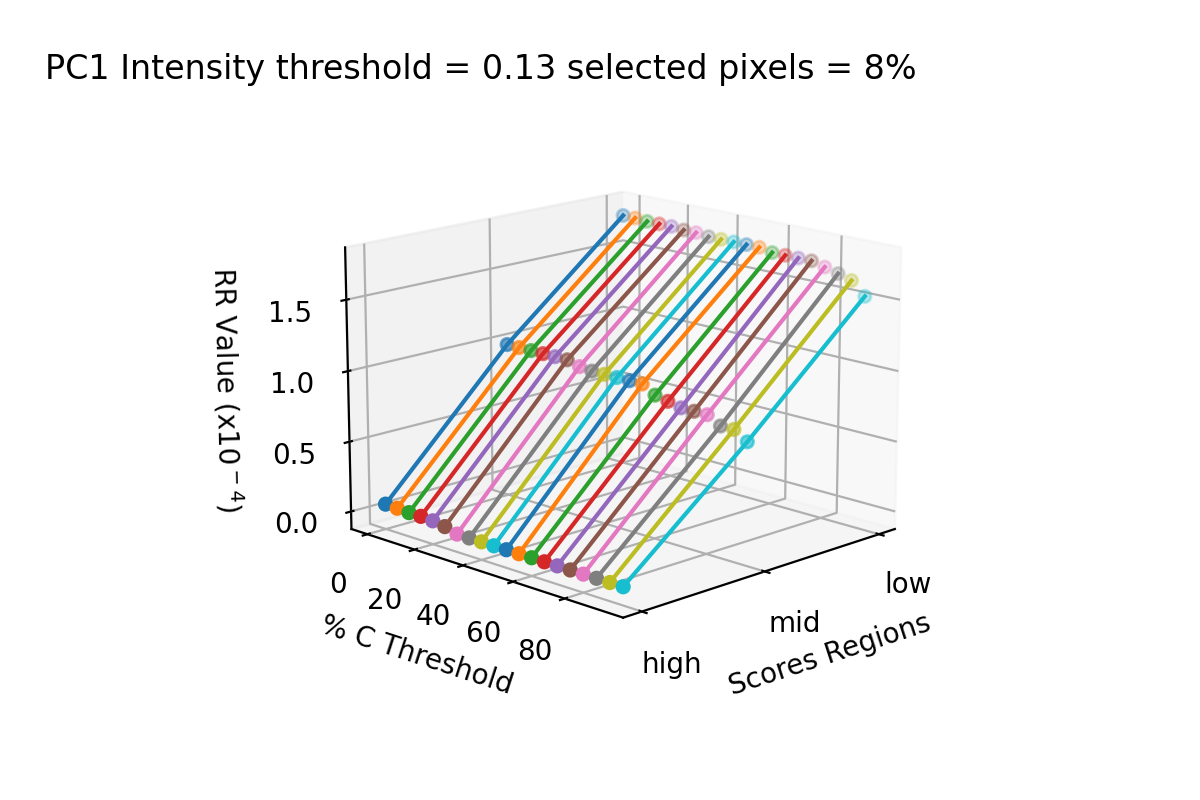 PC1 Intensity threshold = 0.13 selected pixels = 8%
RR Value (x10⁻⁴)
1.5
1.0
0.5
0.0
0
20
40
60
80
% C Threshold
high
mid
low
Scores Regions